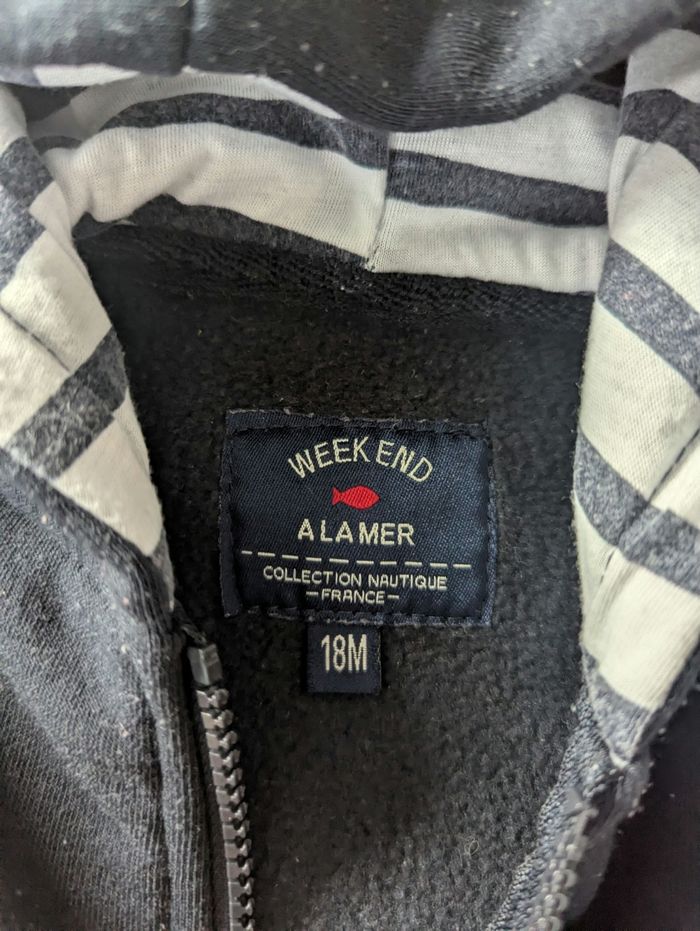 WEEK END
A LA MER
COLLECTION NAUTIQUE
-FRANCE-
18M